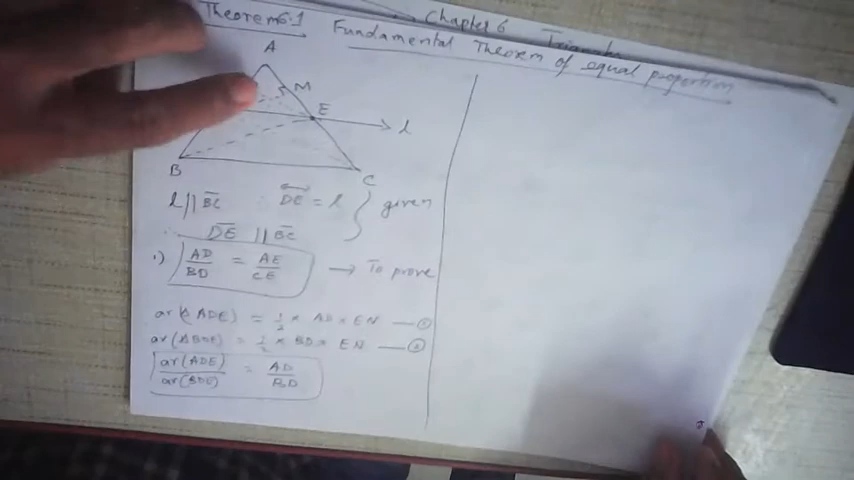 Chapter 6
Theorem 6.1
Fundamental Theorem of equal proportion
A
M
E
l
B
C
l || BC
DE = l
given
∴ DE || BC
1) AD/BD = AE/CE → To prove
ar(ADE) = 1/2 × AD × EN — ①
ar(ΔBDE) = 1/2 × BD × EN — ②
ar(ADE)/ar(BDE) = AD/BD